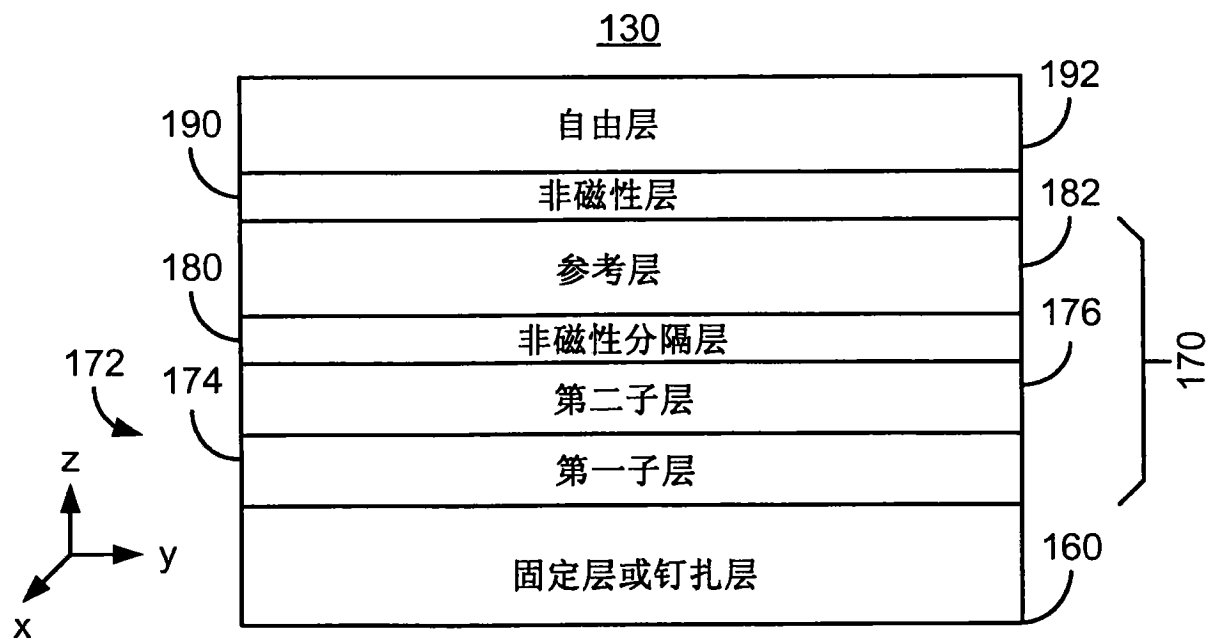 130
192
自由层
190
非磁性层
182
参考层
180
176
非磁性分隔层
170
172
174
第二子层
第一子层
z
y
x
160
固定层或钉扎层